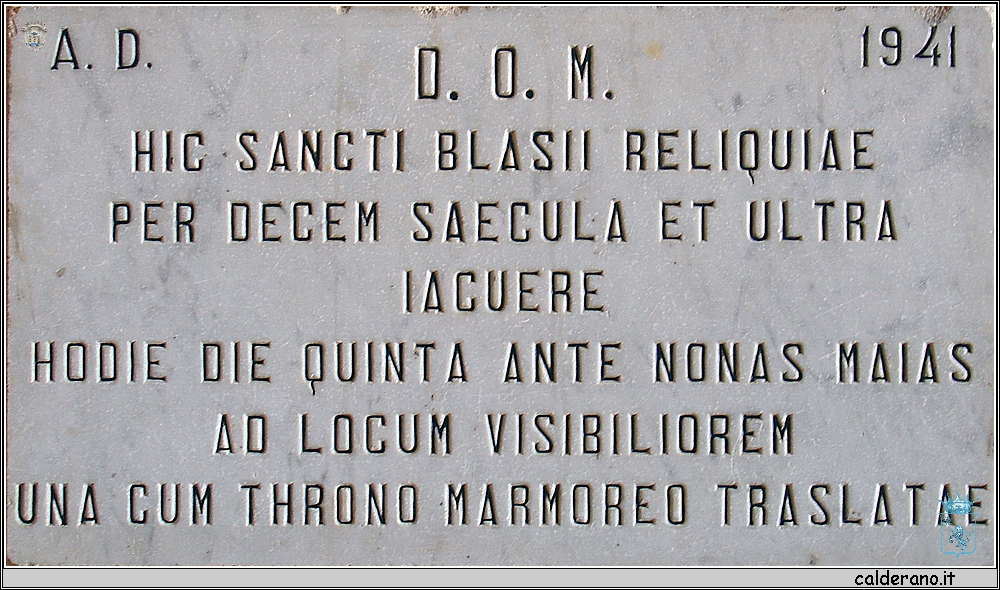 A. D. 1941
D. O. M.
HIC SANCTI BLASII RELIQUIAE
PER DECEM SAECULA ET ULTRA
IACUERE
HODIE DIE QUINTA ANTE NONAS MAIAS
AD LOCUM VISIBILIOREM
UNA CUM THRONO MARMOREO TRASLATAE
calderano.it